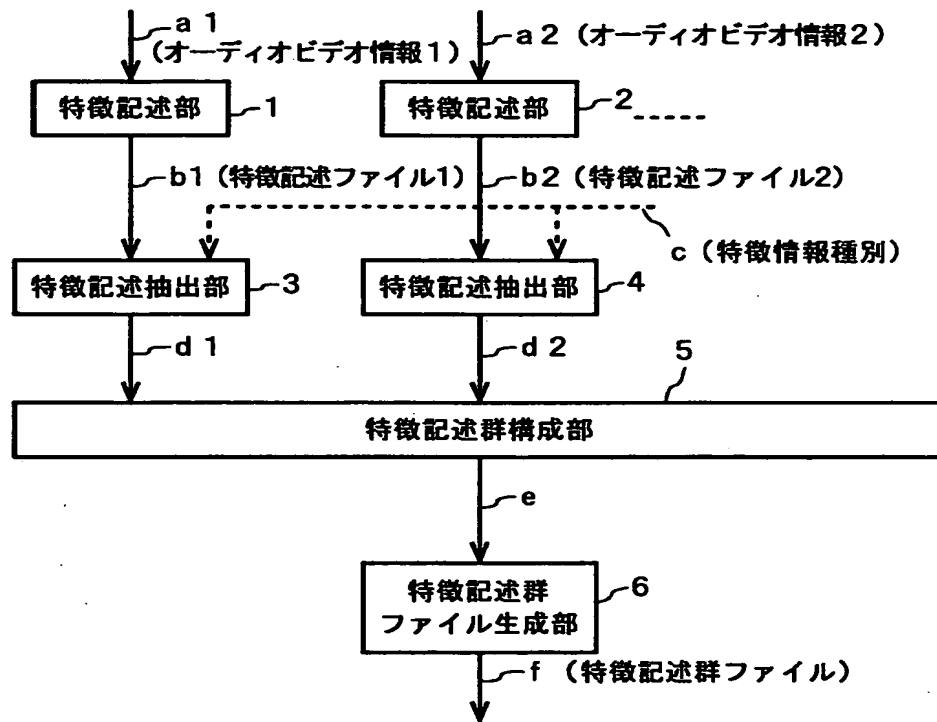 a1
(オーディオビデオ情報1)
a2 (オーディオビデオ情報2)
特徴記述部
1
特徴記述部
2
b1 (特徴記述ファイル1)
b2 (特徴記述ファイル2)
c (特徴情報種別)
特徴記述抽出部
3
特徴記述抽出部
4
d1
d2
5
特徴記述群構成部
e
特徴記述群
ファイル生成部
6
f (特徴記述群ファイル)